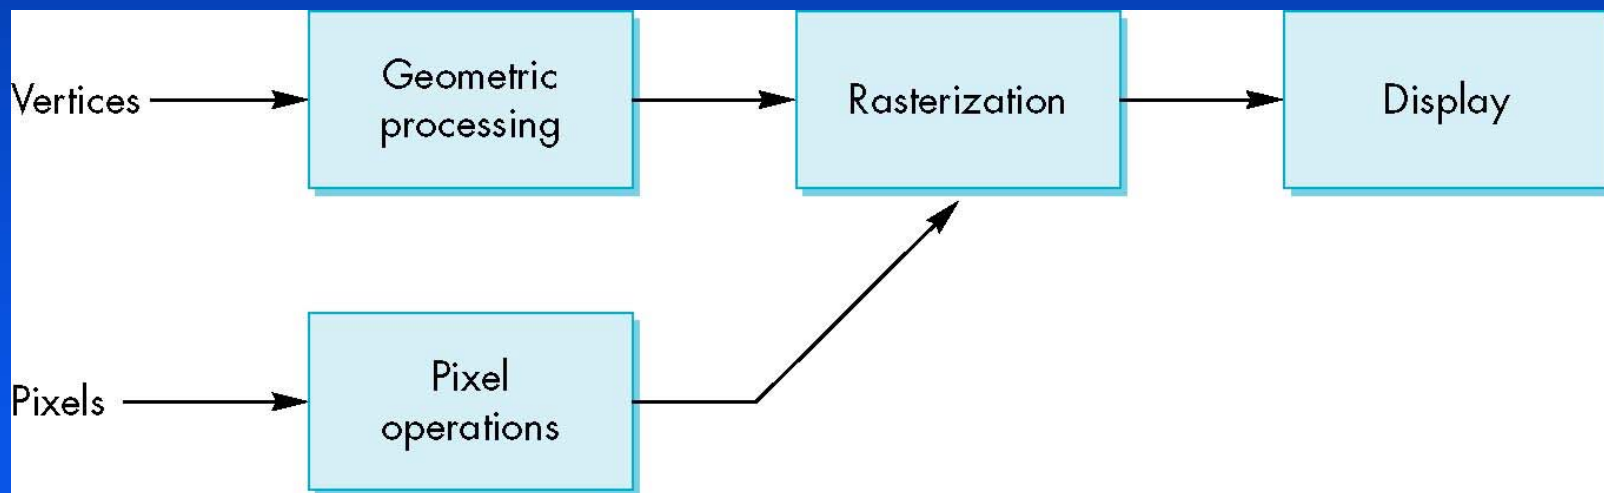 Vertices
Geometric
processing
Rasterization
Display
Pixels
Pixel
operations